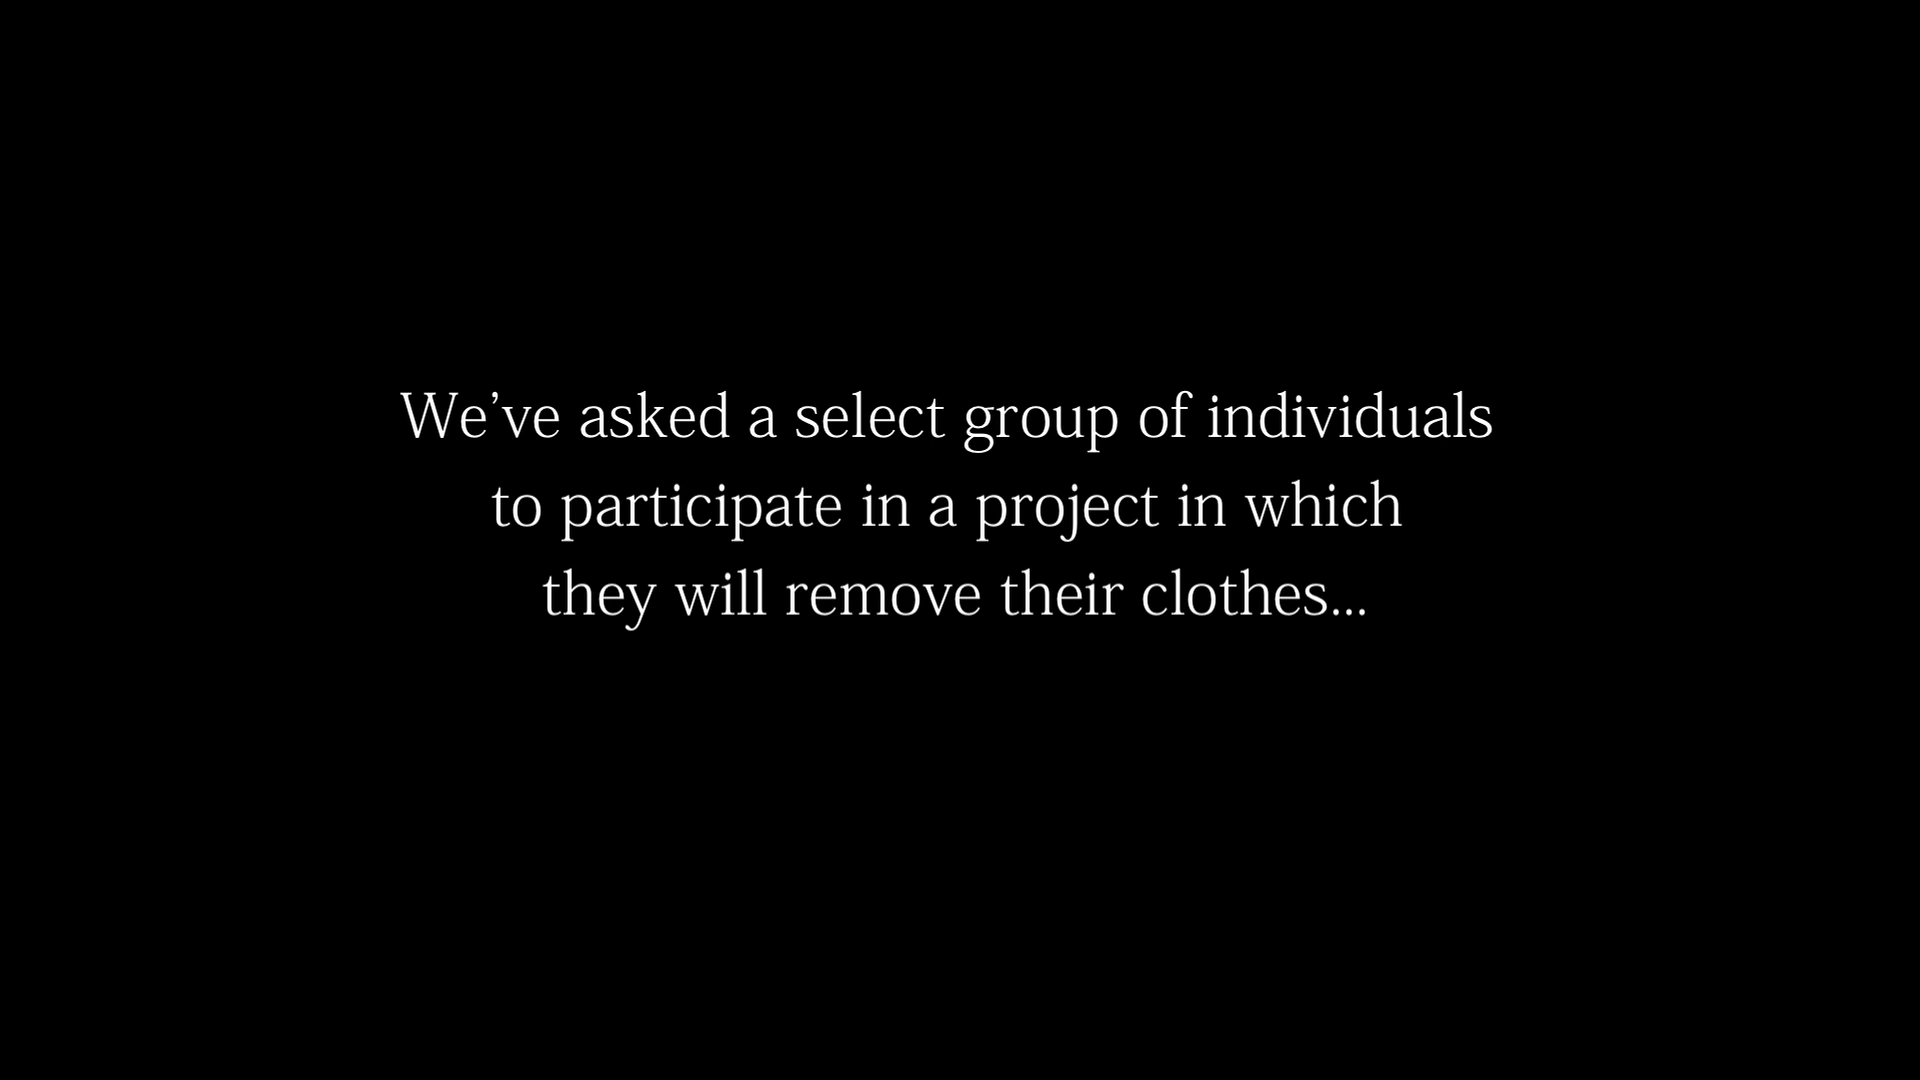 We’ve asked a select group of individuals
to participate in a project in which
they will remove their clothes...